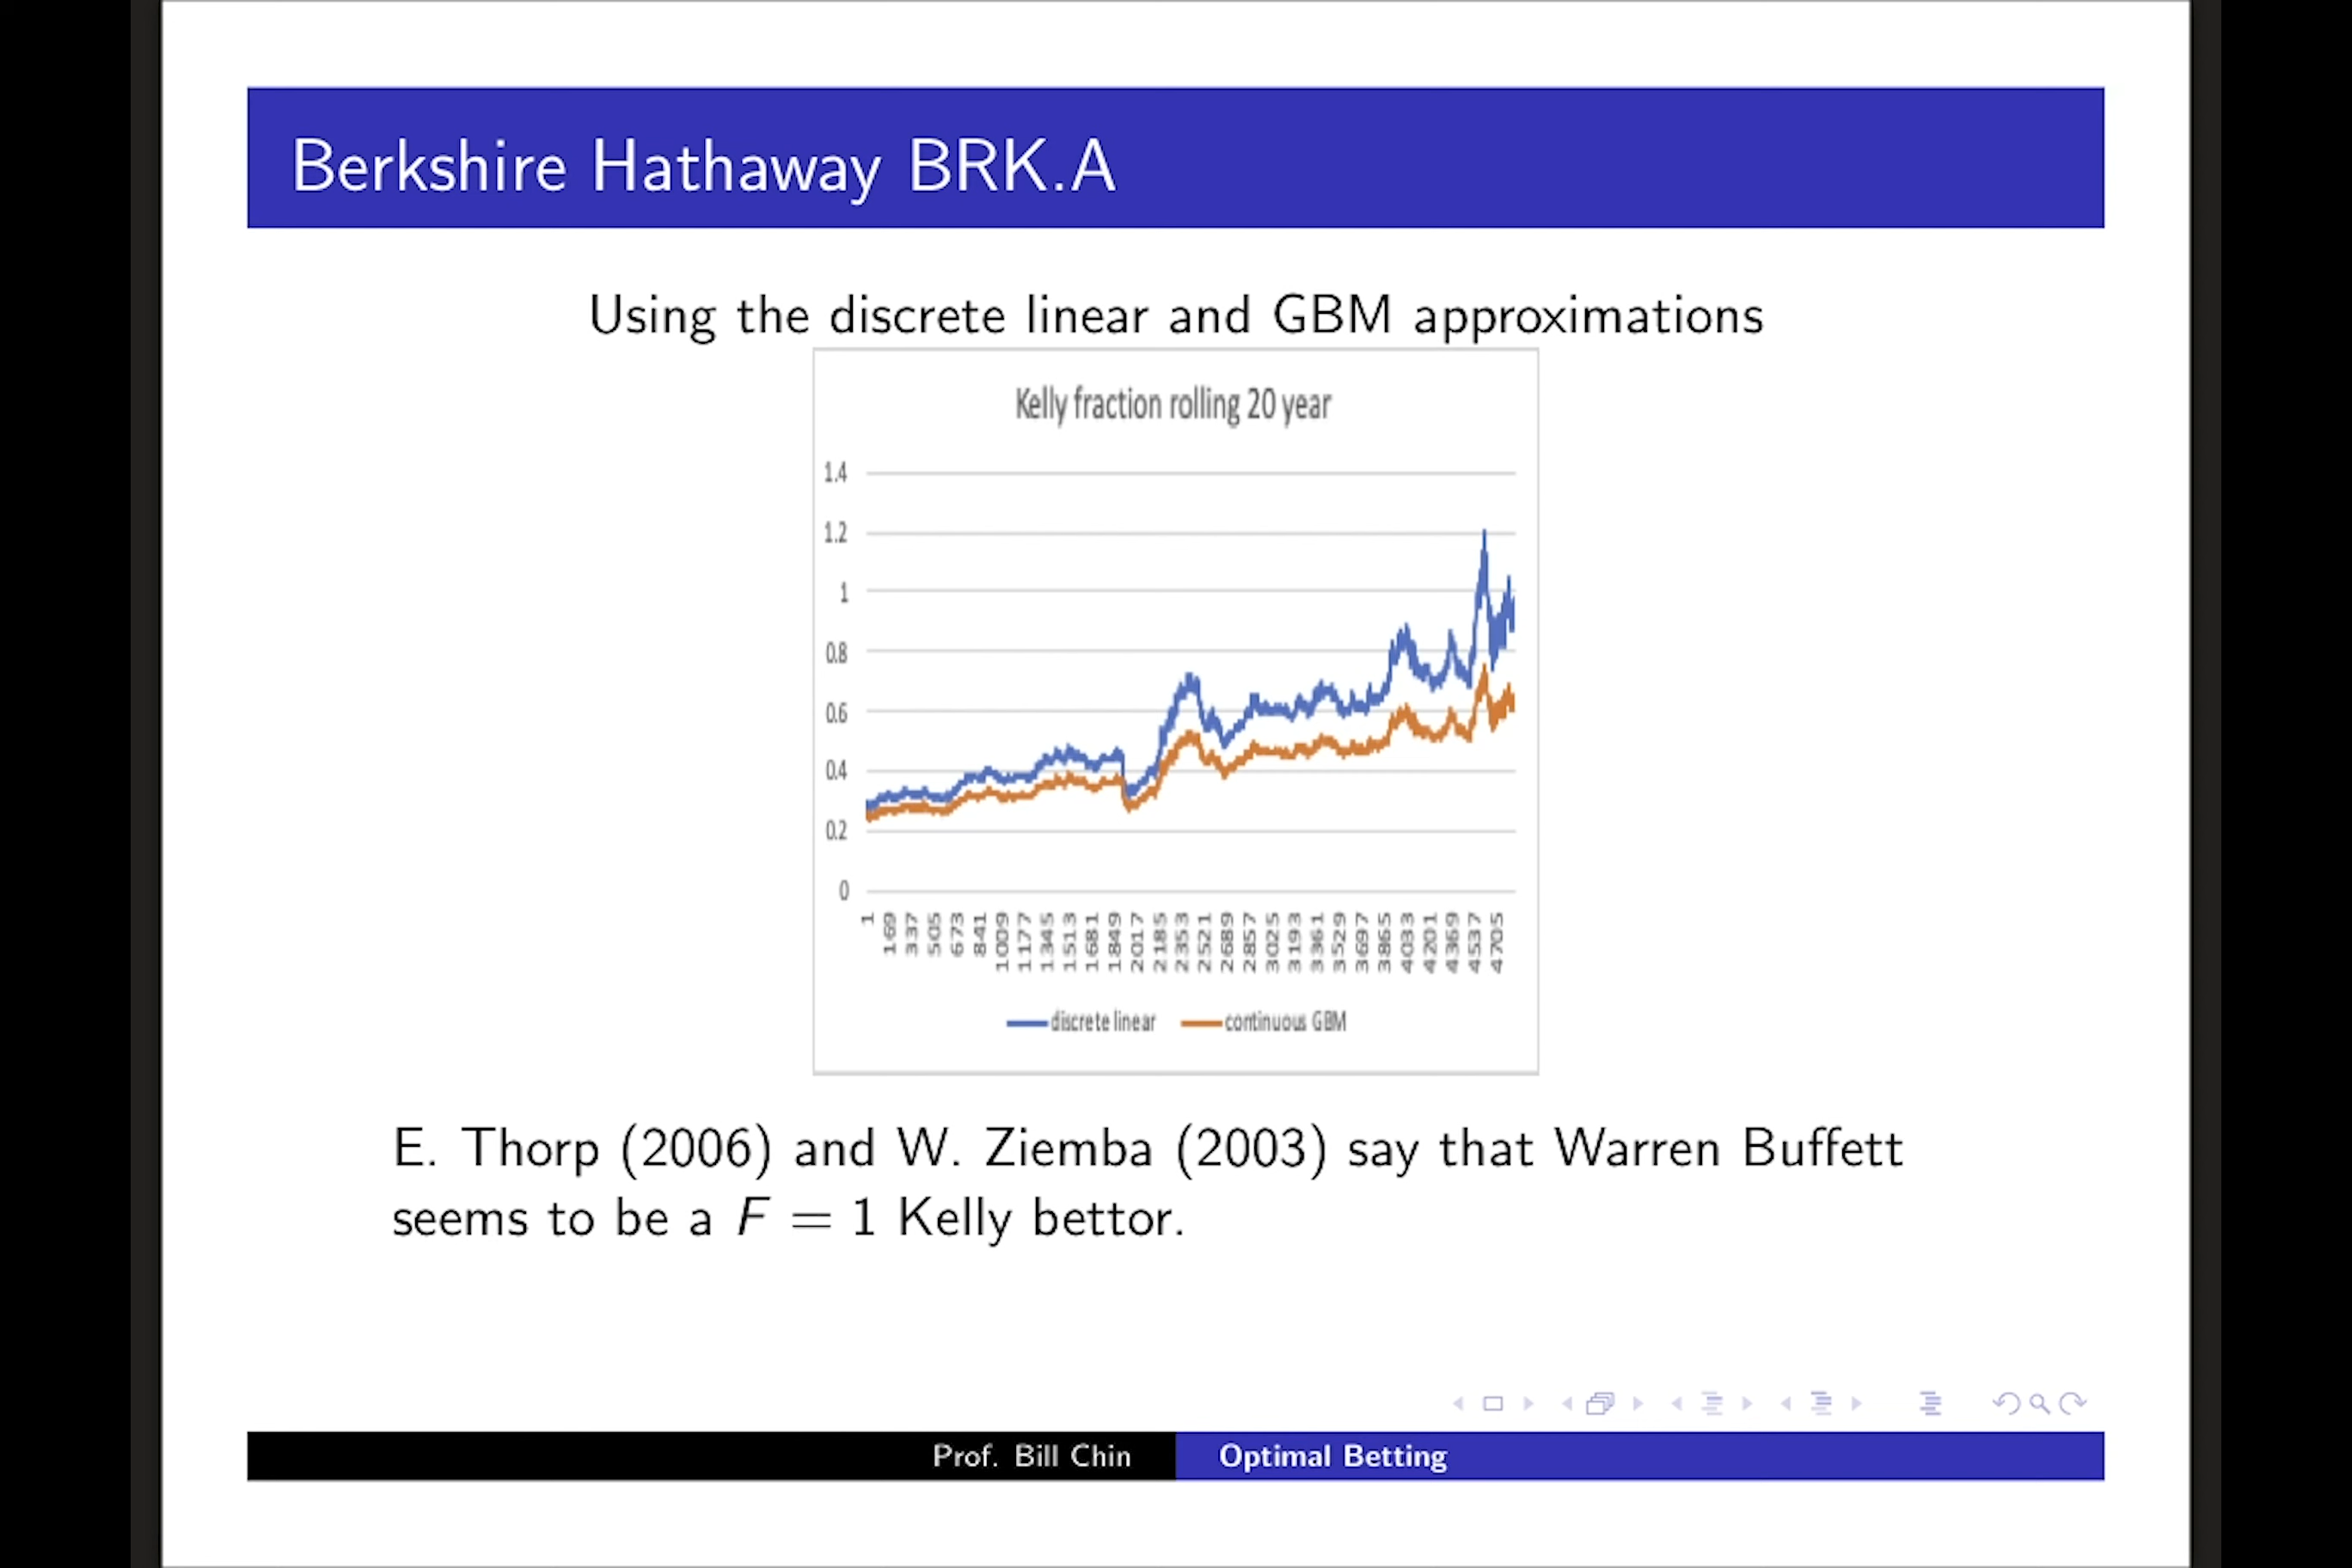 Berkshire Hathaway BRK.A
Using the discrete linear and GBM approximations
Kelly fraction rolling 20 year
1.4
1.2
1
0.8
0.6
0.4
0.2
0
1 169 337 505 673 841 1009 1177 1345 1513 1681 1849 2017 2185 2353 2521 2689 2857 3025 3193 3361 3529 3697 3865 4033 4201 4369 4537 4705
discrete linear continuous GBM
E. Thorp (2006) and W. Ziemba (2003) say that Warren Buffett
seems to be a F = 1 Kelly bettor.
Prof. Bill Chin Optimal Betting